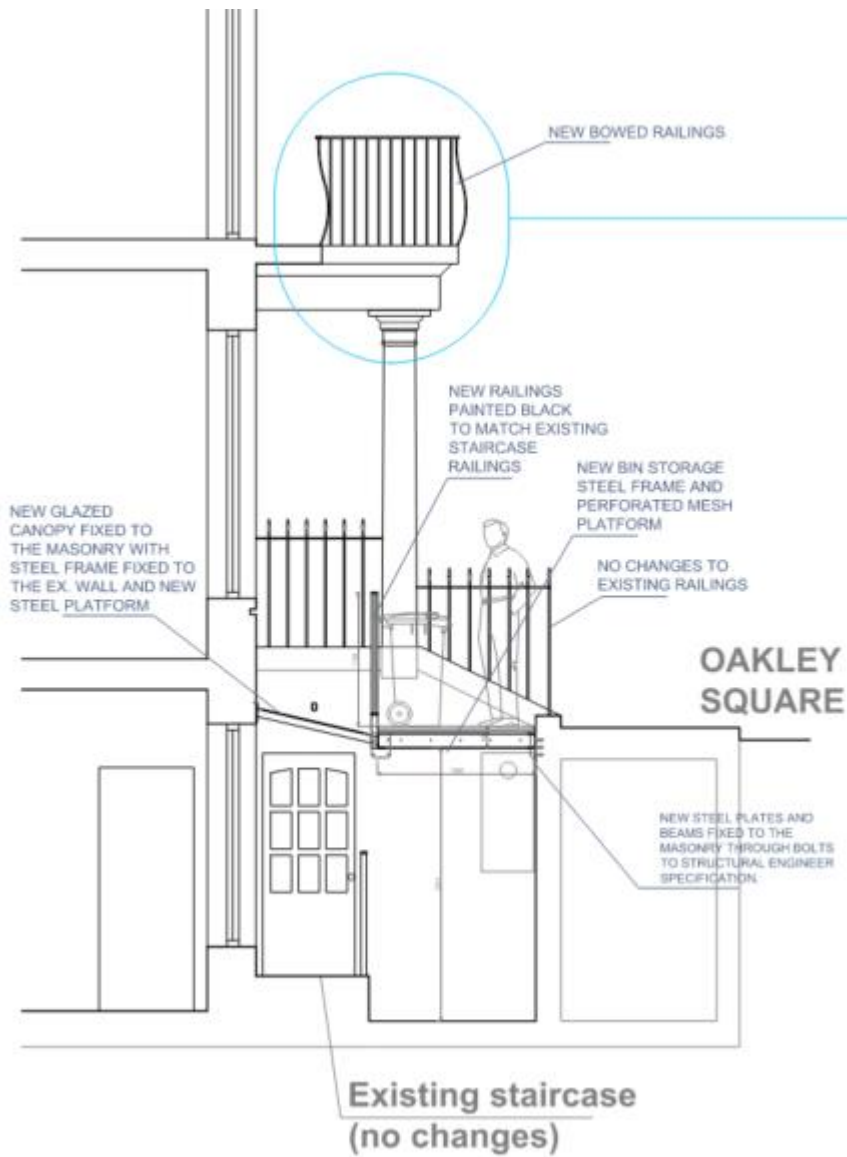 NEW BOWED RAILINGS
NEW RAILINGS
PAINTED BLACK
TO MATCH EXISTING
STAIRCASE
RAILINGS
NEW BIN STORAGE
STEEL FRAME AND
PERFORATED MESH
PLATFORM
NEW GLAZED
CANOPY FIXED TO
THE MASONRY WITH
STEEL FRAME FIXED TO
THE EX. WALL AND NEW
STEEL PLATFORM
NO CHANGES TO
EXISTING RAILINGS
OAKLEY
SQUARE
NEW STEEL PLATES AND
BEAMS FIXED TO THE
MASONRY THROUGH BOLTS
TO STRUCTURAL ENGINEER
SPECIFICATION.
Existing staircase
(no changes)